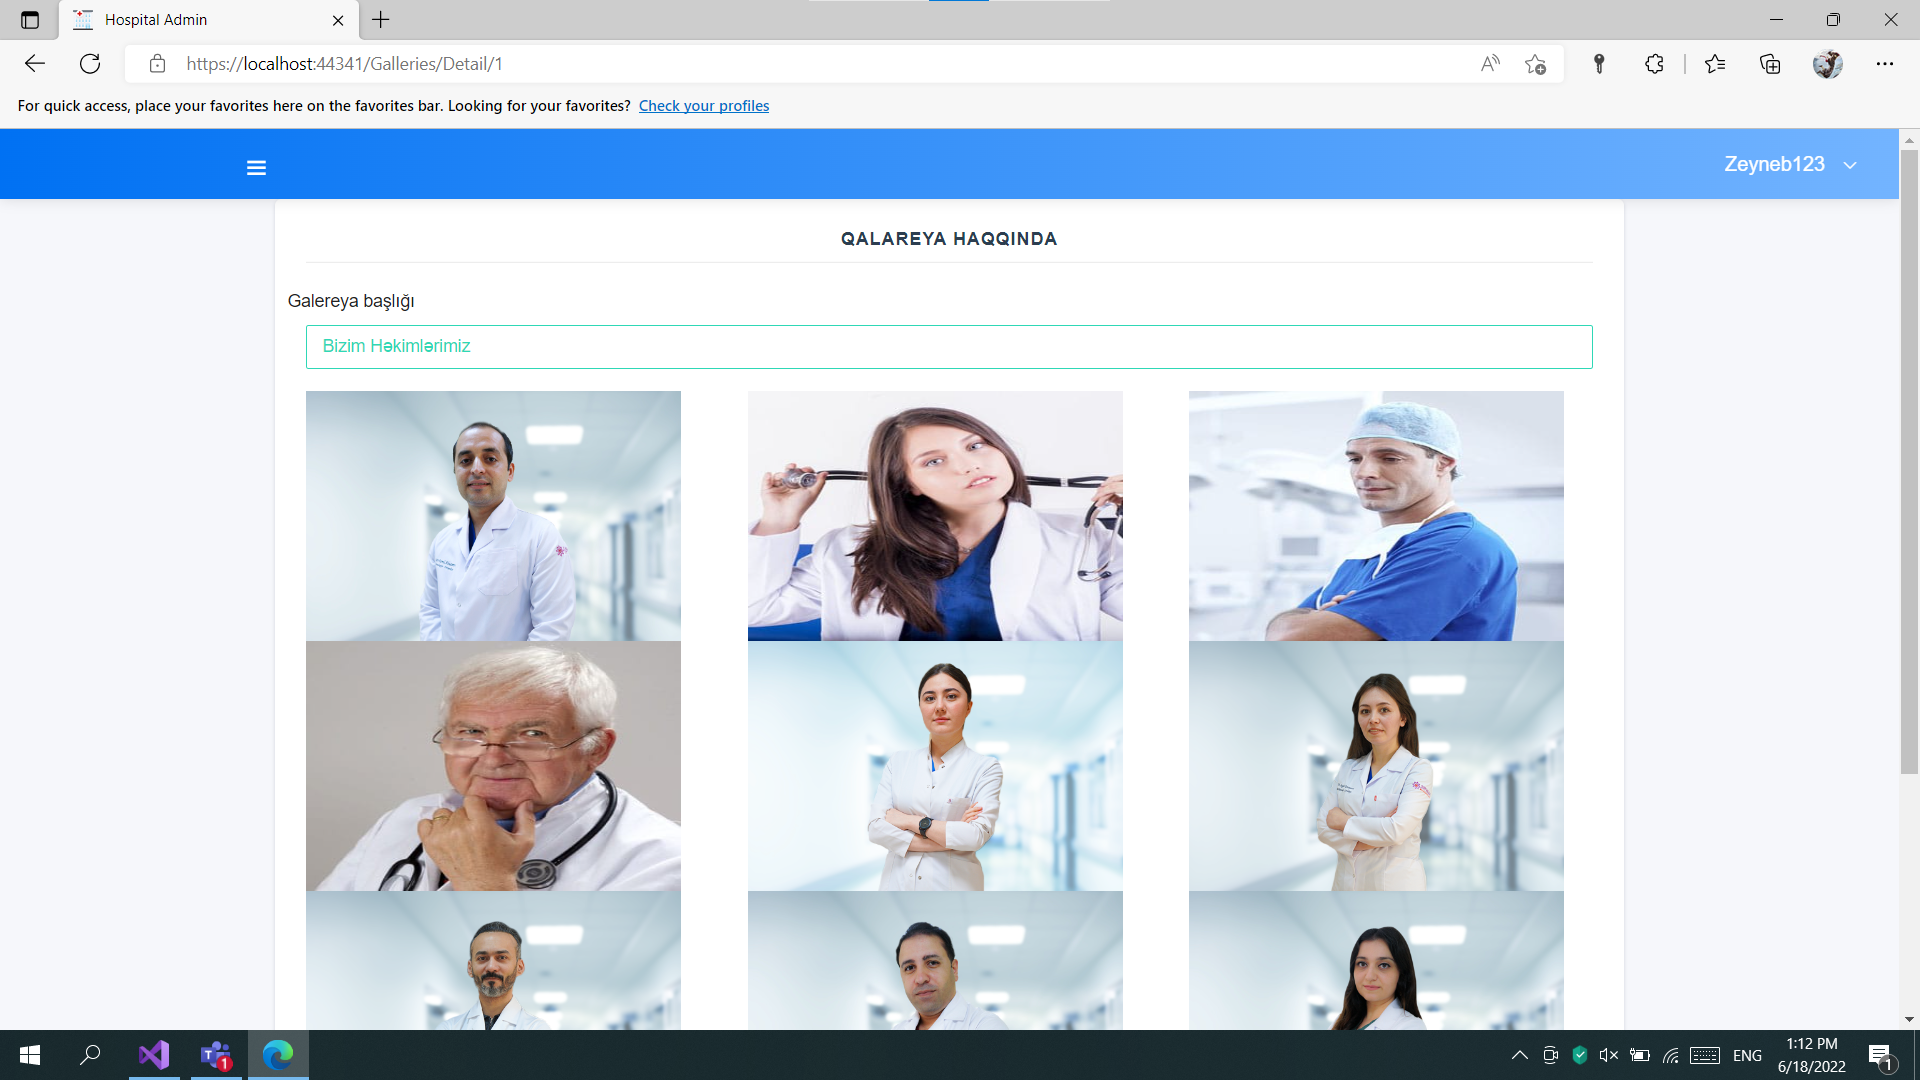 Hospital Admin
https://localhost:44341/Galleries/Detail/1
For quick access, place your favorites here on the favorites bar. Looking for your favorites? Check your profiles
Zeyneb123
QALAREYA HAQQINDA
Galereya başlığı
Bizim Həkimlərimiz
T
1
ENG
1:12 PM
6/18/2022
1